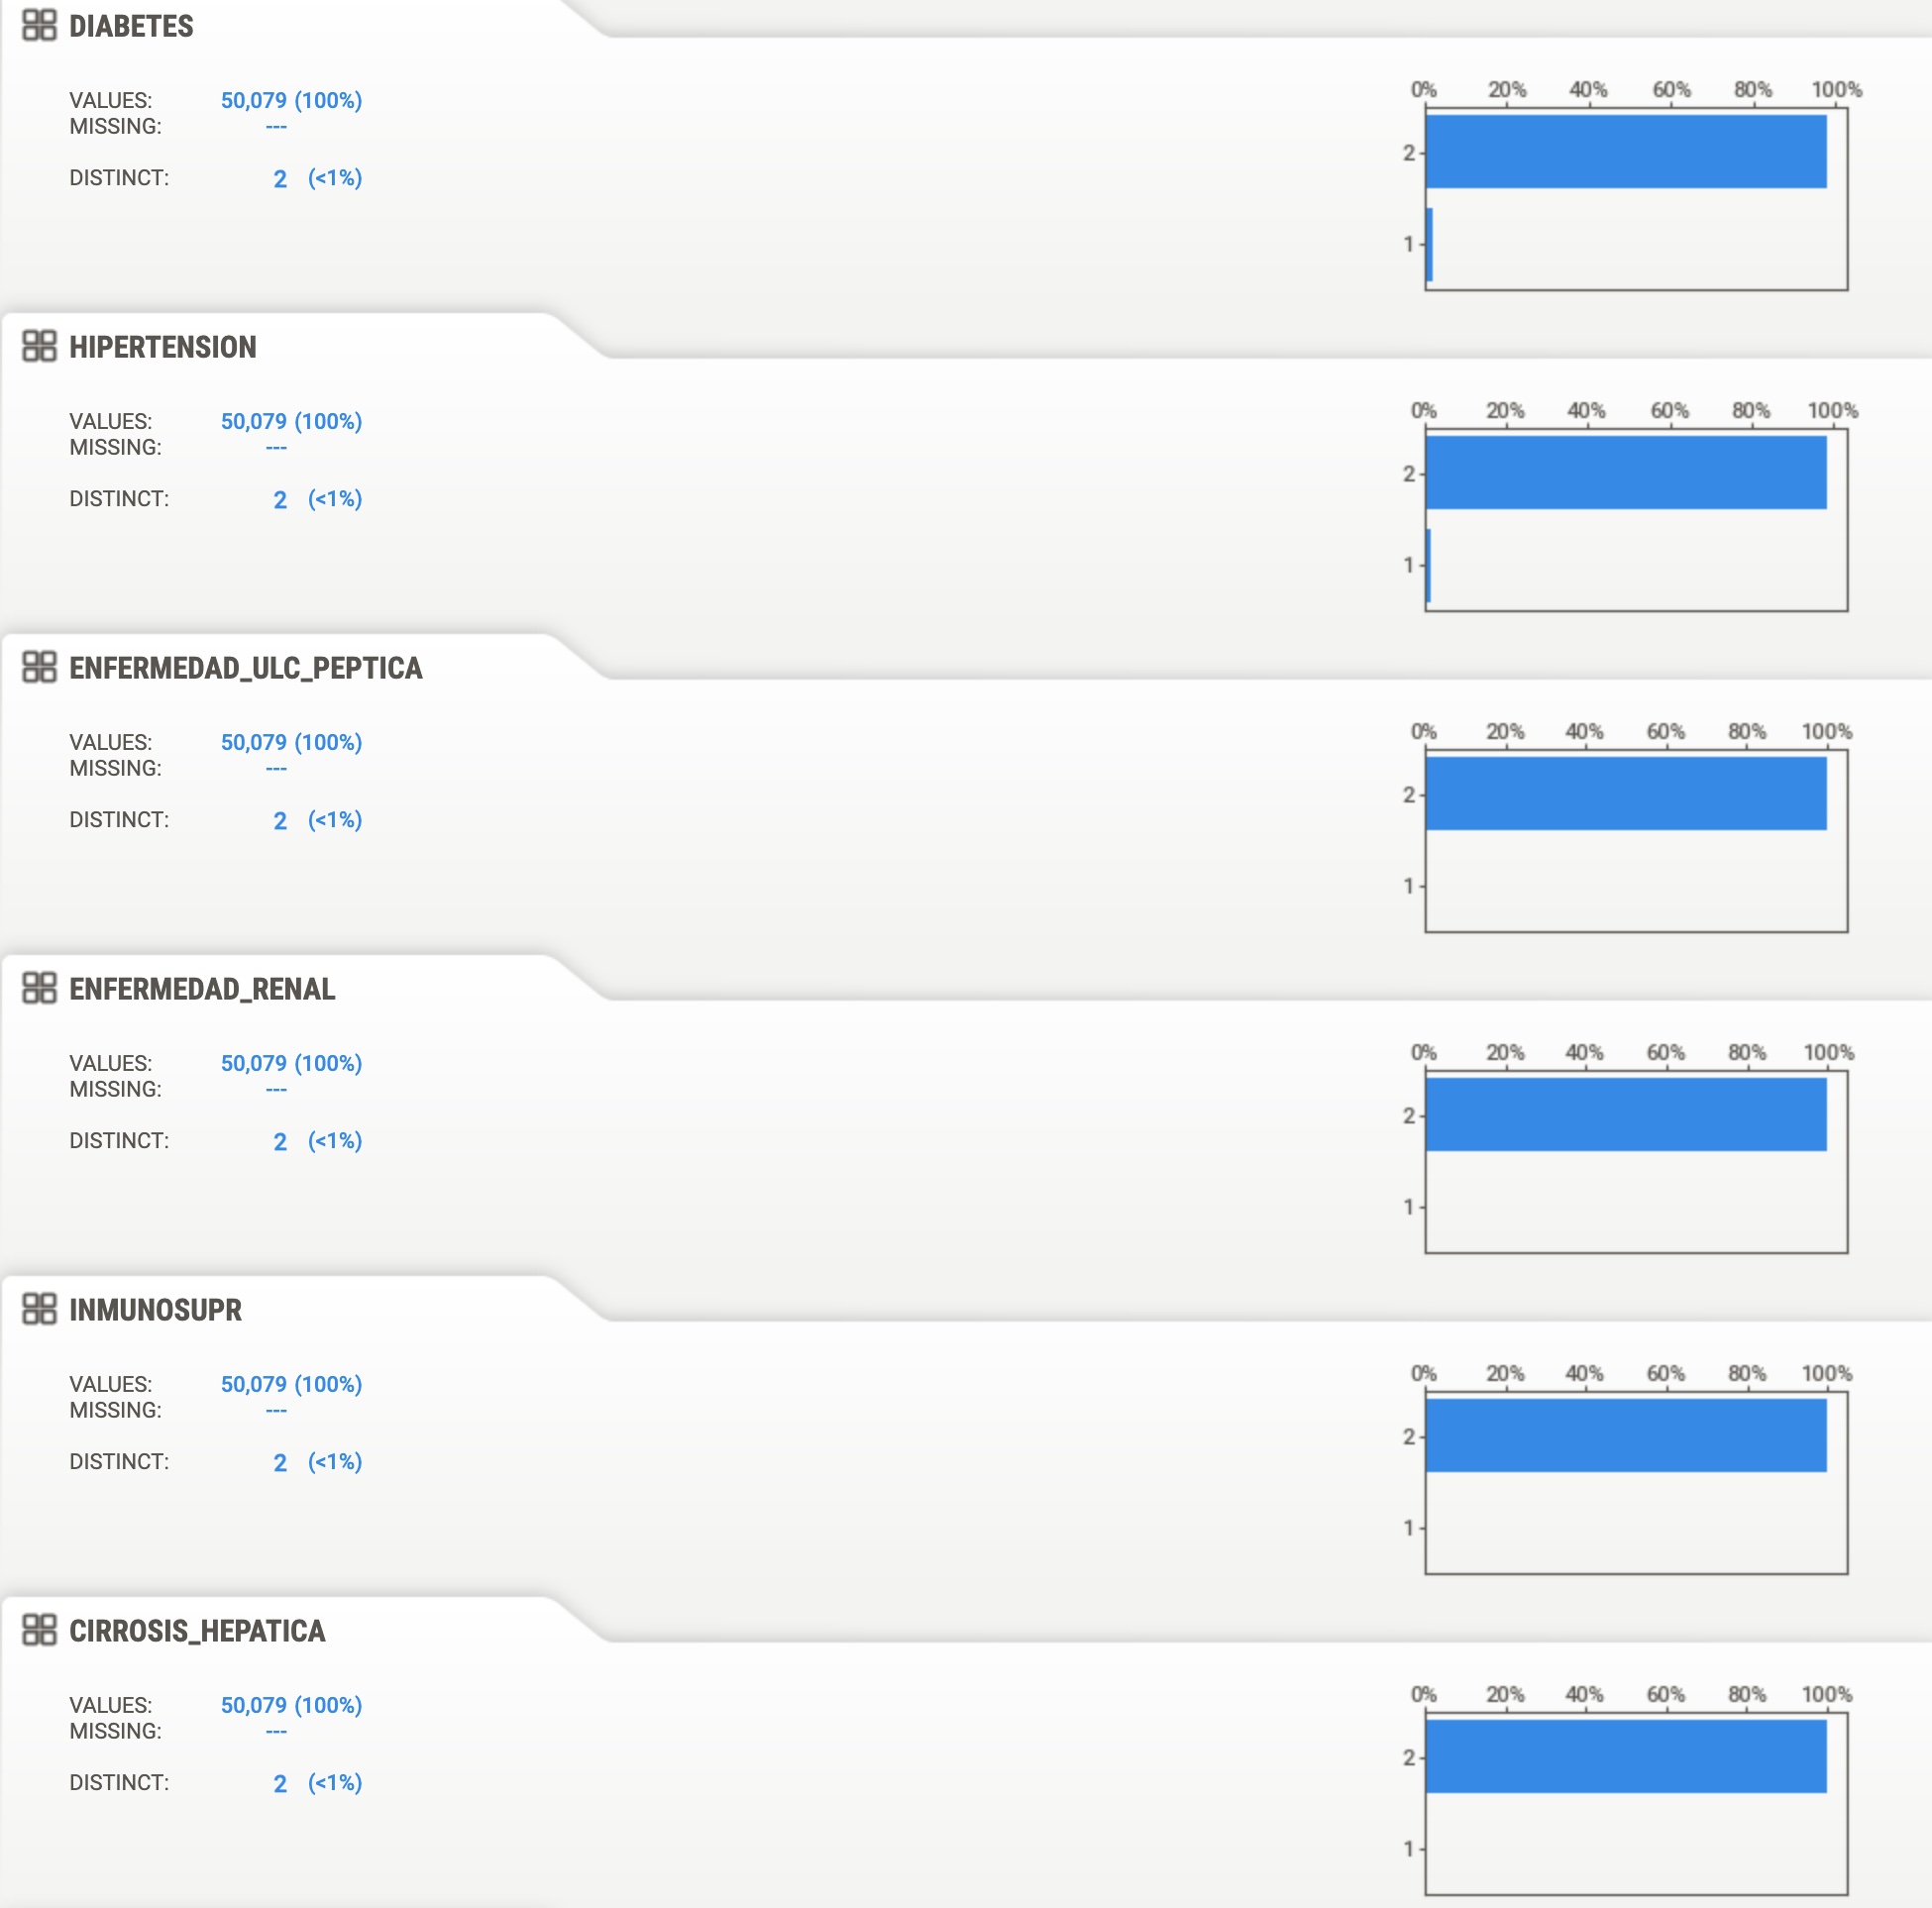 DIABETES
VALUES: 50,079 (100%)
MISSING: ---
DISTINCT: 2 (<1%)
0% 20% 40% 60% 80% 100%
2
1
HIPERTENSION
VALUES: 50,079 (100%)
MISSING: ---
DISTINCT: 2 (<1%)
0% 20% 40% 60% 80% 100%
2
1
ENFERMEDAD_ULC_PEPTICA
VALUES: 50,079 (100%)
MISSING: ---
DISTINCT: 2 (<1%)
0% 20% 40% 60% 80% 100%
2
1
ENFERMEDAD_RENAL
VALUES: 50,079 (100%)
MISSING: ---
DISTINCT: 2 (<1%)
0% 20% 40% 60% 80% 100%
2
1
INMUNOSUPR
VALUES: 50,079 (100%)
MISSING: ---
DISTINCT: 2 (<1%)
0% 20% 40% 60% 80% 100%
2
1
CIRROSIS_HEPATICA
VALUES: 50,079 (100%)
MISSING: ---
DISTINCT: 2 (<1%)
0% 20% 40% 60% 80% 100%
2
1